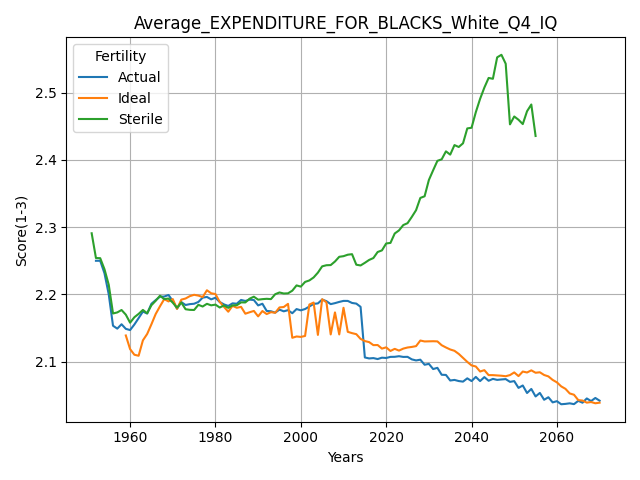 Average_EXPENDITURE_FOR_BLACKS_White_Q4_IQ
Fertility
Actual
Ideal
Sterile
Score(1-3)
2.5
2.4
2.3
2.2
2.1
1960 1980 2000 2020 2040 2060
Years